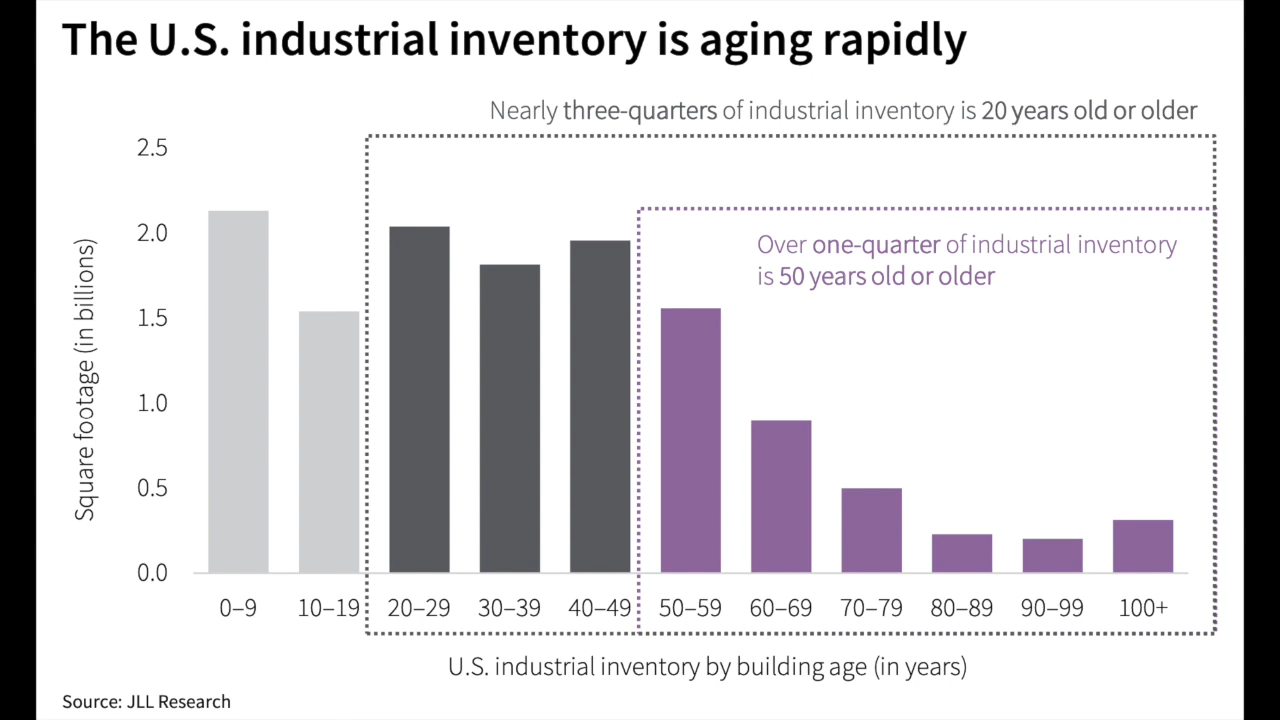 The U.S. industrial inventory is aging rapidly
Nearly three-quarters of industrial inventory is 20 years old or older
Over one-quarter of industrial inventory
is 50 years old or older
Square footage (in billions)
2.5
2.0
1.5
1.0
0.5
0.0
0–9 10–19 20–29 30–39 40–49 50–59 60–69 70–79 80–89 90–99 100+
U.S. industrial inventory by building age (in years)
Source: JLL Research